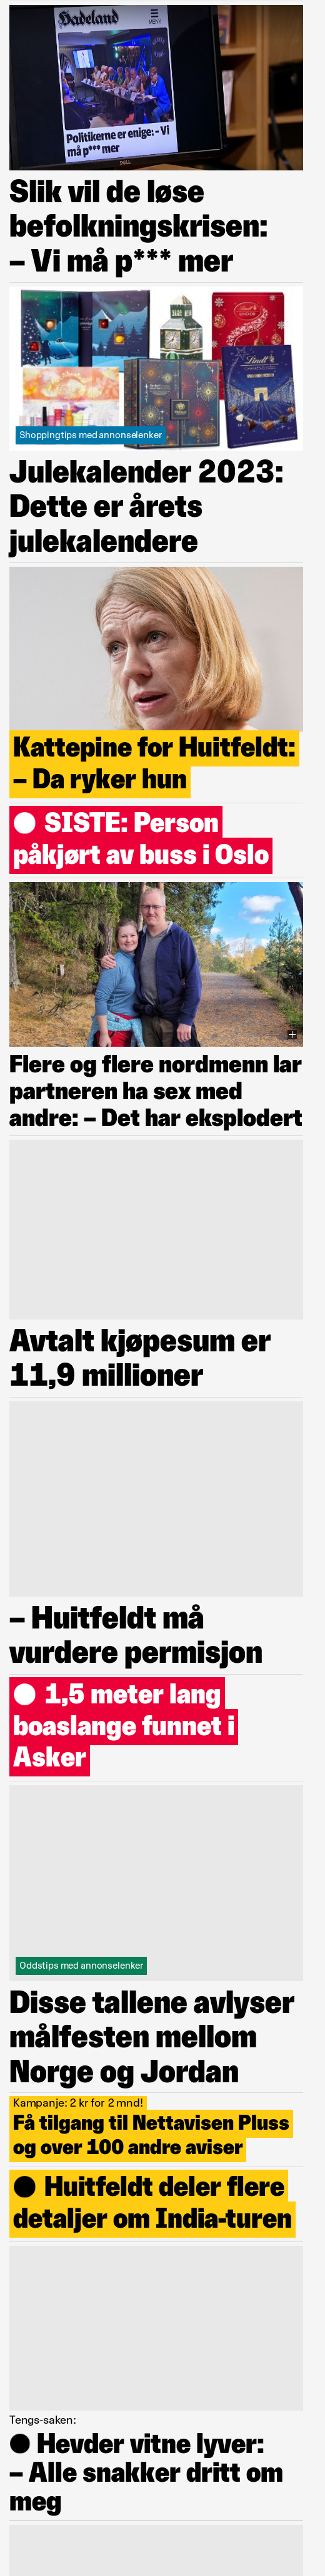 Hadeland
MENY
Politikerne er enige: - Vi
må p*** mer
DELL
Slik vil de løse
befolkningskrisen:
– Vi må p*** mer
Lindt
Shoppingtips med annonselenker
Julekalender 2023:
Dette er årets
julekalendere
Kattepine for Huitfeldt:
– Da ryker hun
SISTE: Person
påkjørt av buss i Oslo
Flere og flere nordmenn lar
partneren ha sex med
andre: – Det har eksplodert
Avtalt kjøpesum er
11,9 millioner
– Huitfeldt må
vurdere permisjon
1,5 meter lang
boaslange funnet i
Asker
Oddstips med annonselenker
Disse tallene avlyser
målfesten mellom
Norge og Jordan
Kampanje: 2 kr for 2 mnd!
Få tilgang til Nettavisen Pluss
og over 100 andre aviser
Huitfeldt deler flere
detaljer om India-turen
Tengs-saken:
Hevder vitne lyver:
– Alle snakker dritt om
meg